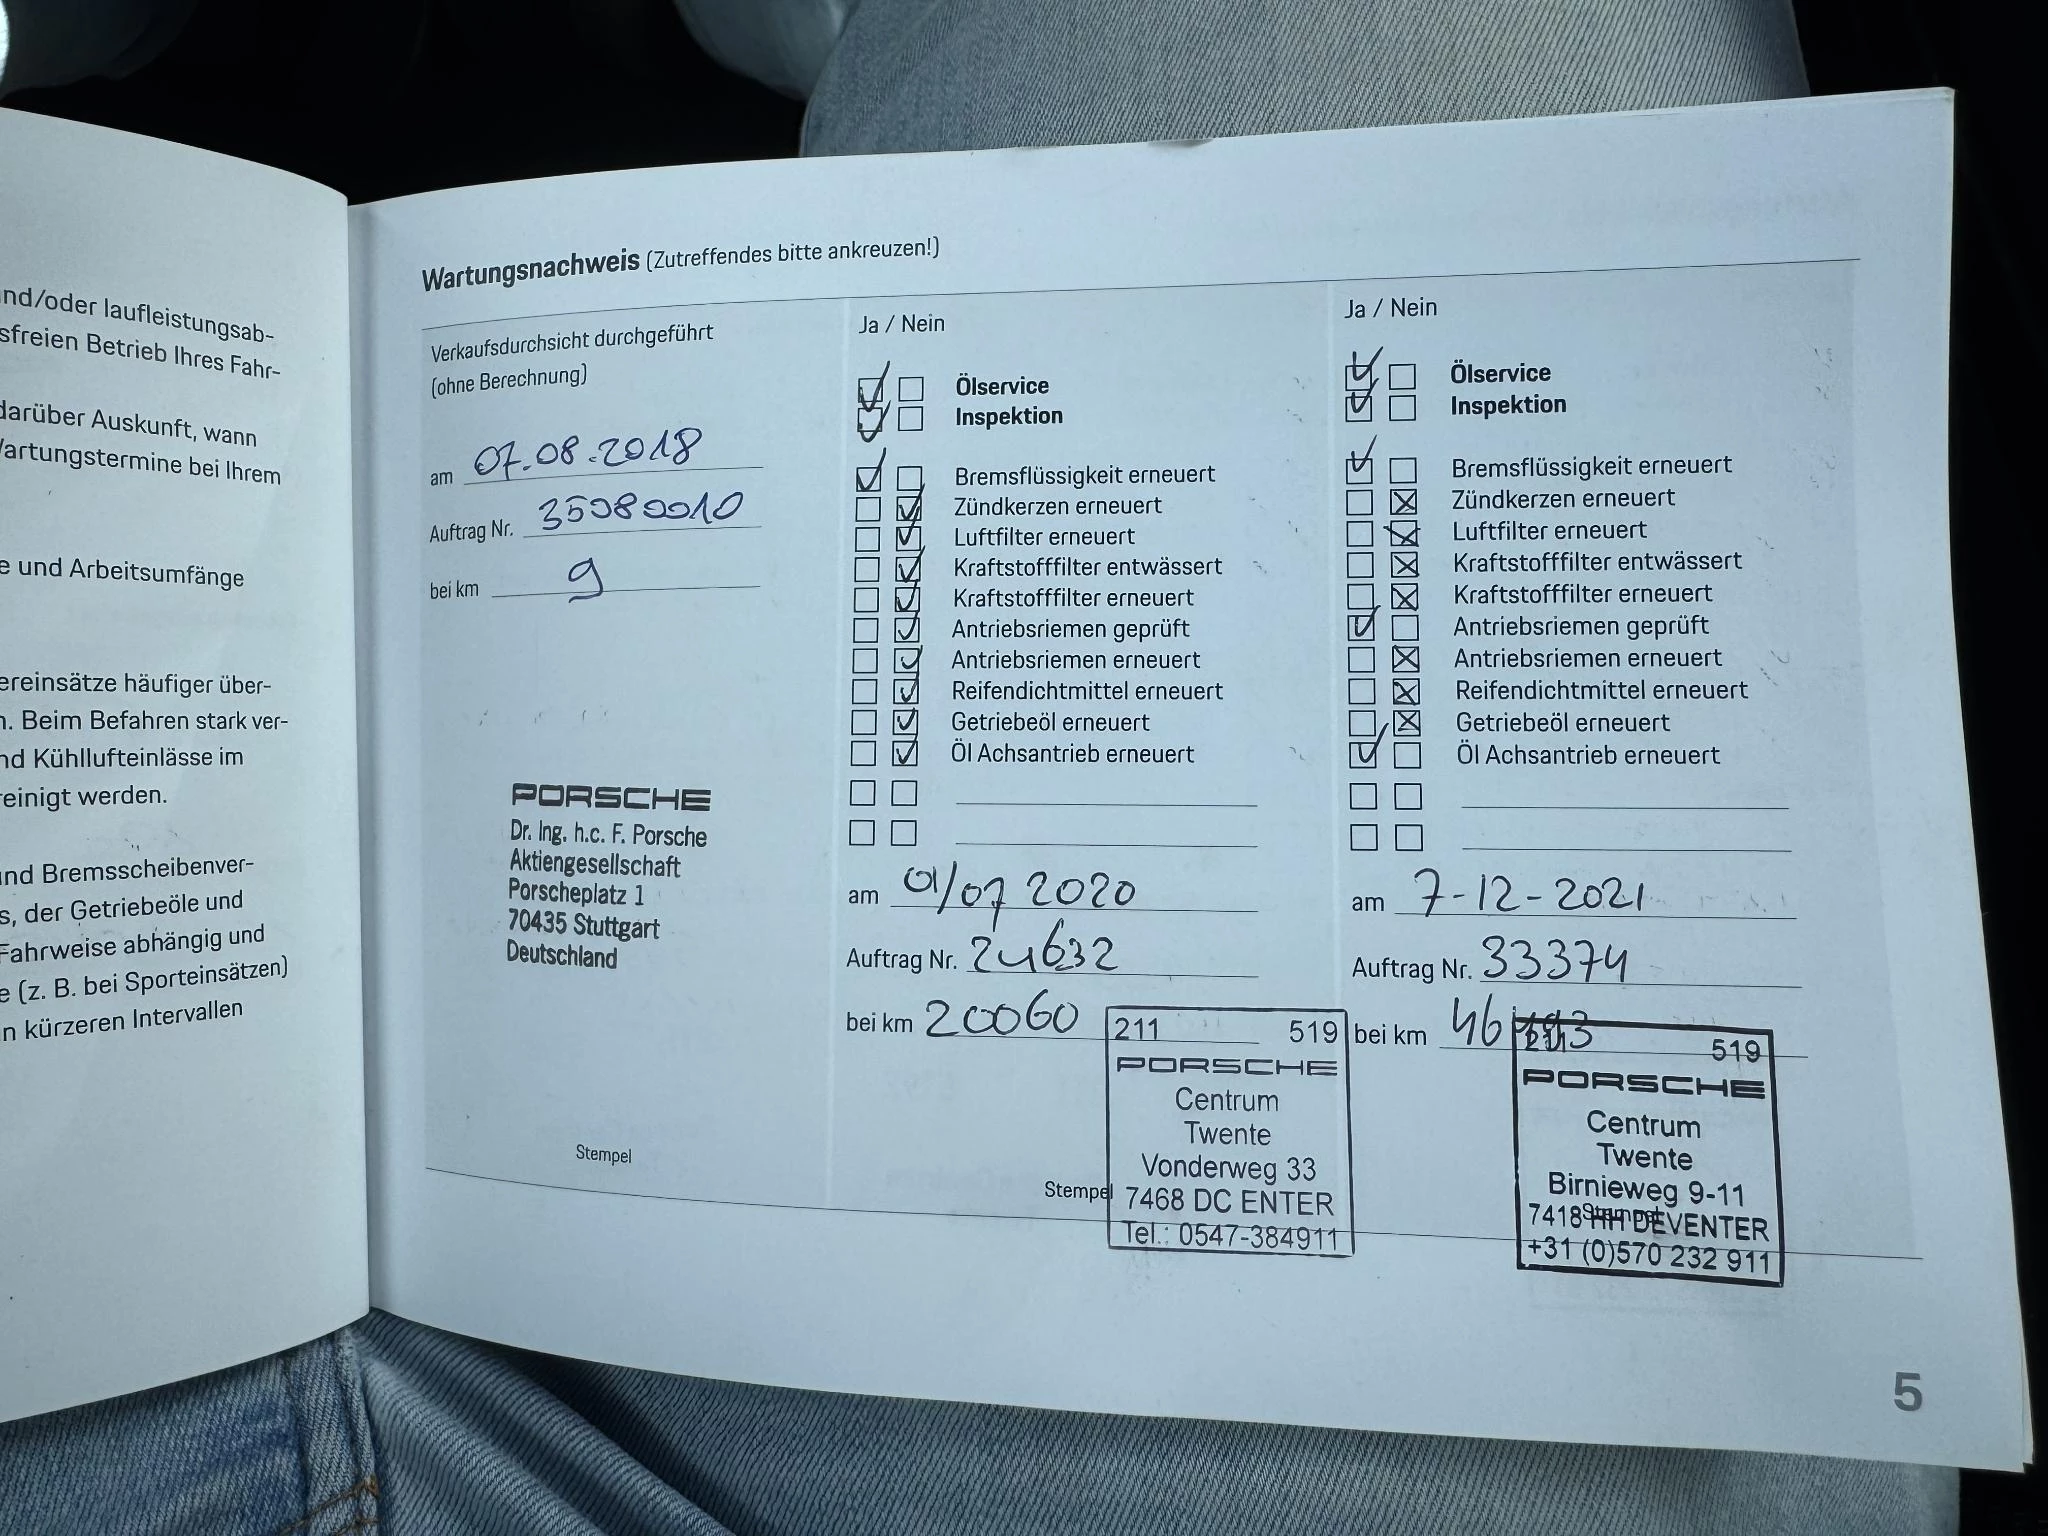 nd/oder laufleistungsab-
sfreien Betrieb Ihres Fahr-
darüber Auskunft, wann
Wartungstermine bei Ihrem
e und Arbeitsumfänge
ereinsätze häufiger über-
n. Beim Befahren stark ver-
nd Kühllufteinlässe im
reinigt werden.
und Bremsscheibenver-
s, der Getriebeöle und
Fahrweise abhängig und
e (z. B. bei Sporteinsätzen)
n kürzeren Intervallen
Wartungsnachweis (Zutreffendes bitte ankreuzen!)
Verkaufsdurchsicht durchgeführt
(ohne Berechnung)
am 07.08.2018
Auftrag Nr. 35080010
bei km 9
PORSCHE
Dr. Ing. h.c. F. Porsche
Aktiengesellschaft
Porscheplatz 1
70435 Stuttgart
Deutschland
Stempel
Ja / Nein
Ölservice
Inspektion
Bremsflüssigkeit erneuert
Zündkerzen erneuert
Luftfilter erneuert
Kraftstofffilter entwässert
Kraftstofffilter erneuert
Antriebsriemen geprüft
Antriebsriemen erneuert
Reifendichtmittel erneuert
Getriebeöl erneuert
Öl Achsantrieb erneuert
am 01/07 2020
Auftrag Nr. 24632
bei km 20060
211 519
PORSCHE
Centrum
Twente
Vonderweg 33
Stempel 7468 DC ENTER
Tel.: 0547-384911
Ja / Nein
Ölservice
Inspektion
Bremsflüssigkeit erneuert
Zündkerzen erneuert
Luftfilter erneuert
Kraftstofffilter entwässert
Kraftstofffilter erneuert
Antriebsriemen geprüft
Antriebsriemen erneuert
Reifendichtmittel erneuert
Getriebeöl erneuert
Öl Achsantrieb erneuert
am 7-12-2021
Auftrag Nr. 33374
bei km
519
PORSCHE
Centrum
Twente
Birnieweg 9-11
Stempel
7418 HH DEVENTER
+31 (0)570 232 911
5